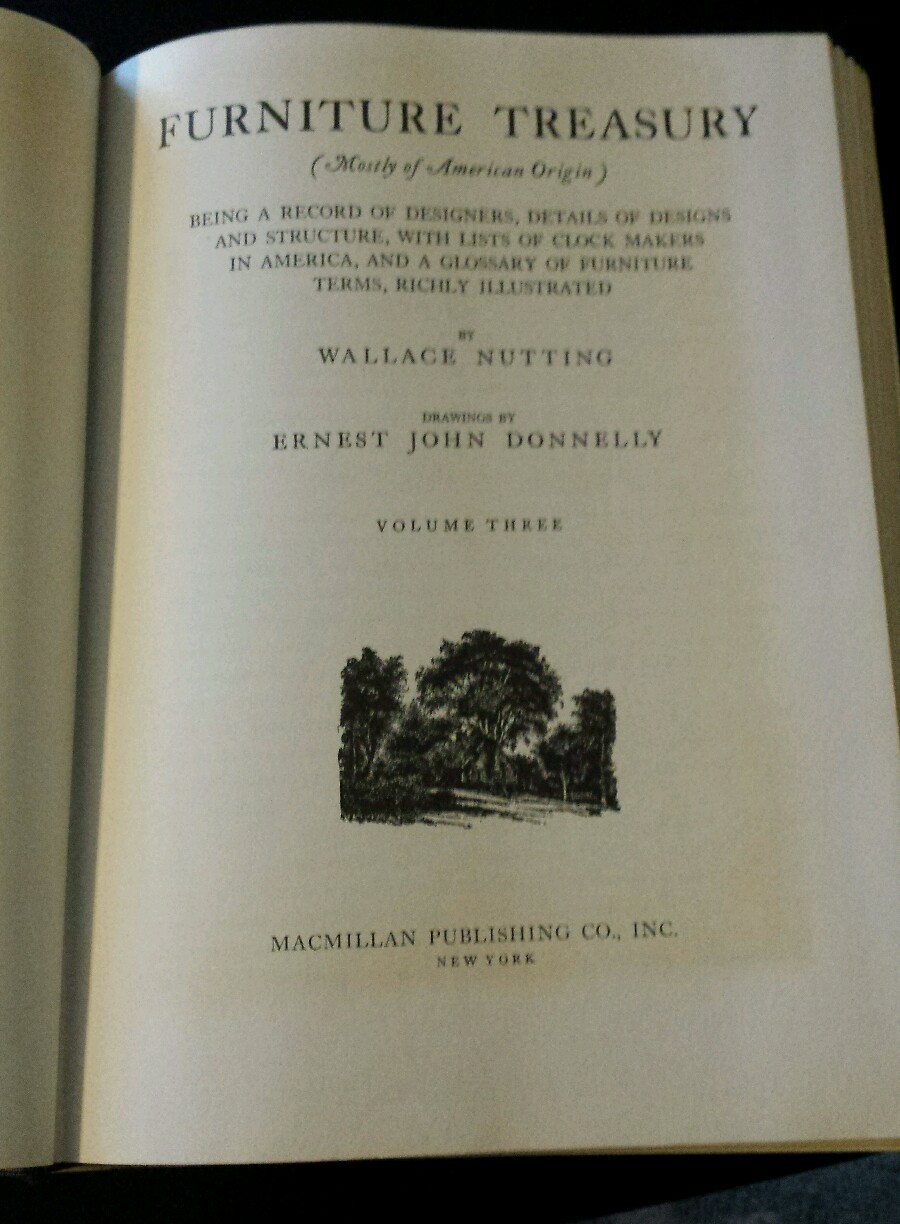 FURNITURE TREASURY
(Mostly of American Origin)
BEING A RECORD OF DESIGNERS, DETAILS OF DESIGNS
AND STRUCTURE, WITH LISTS OF CLOCK MAKERS
IN AMERICA, AND A GLOSSARY OF FURNITURE
TERMS, RICHLY ILLUSTRATED
BY
WALLACE NUTTING
DRAWINGS BY
ERNEST JOHN DONNELLY
VOLUME THREE
MACMILLAN PUBLISHING CO., INC.
NEW YORK